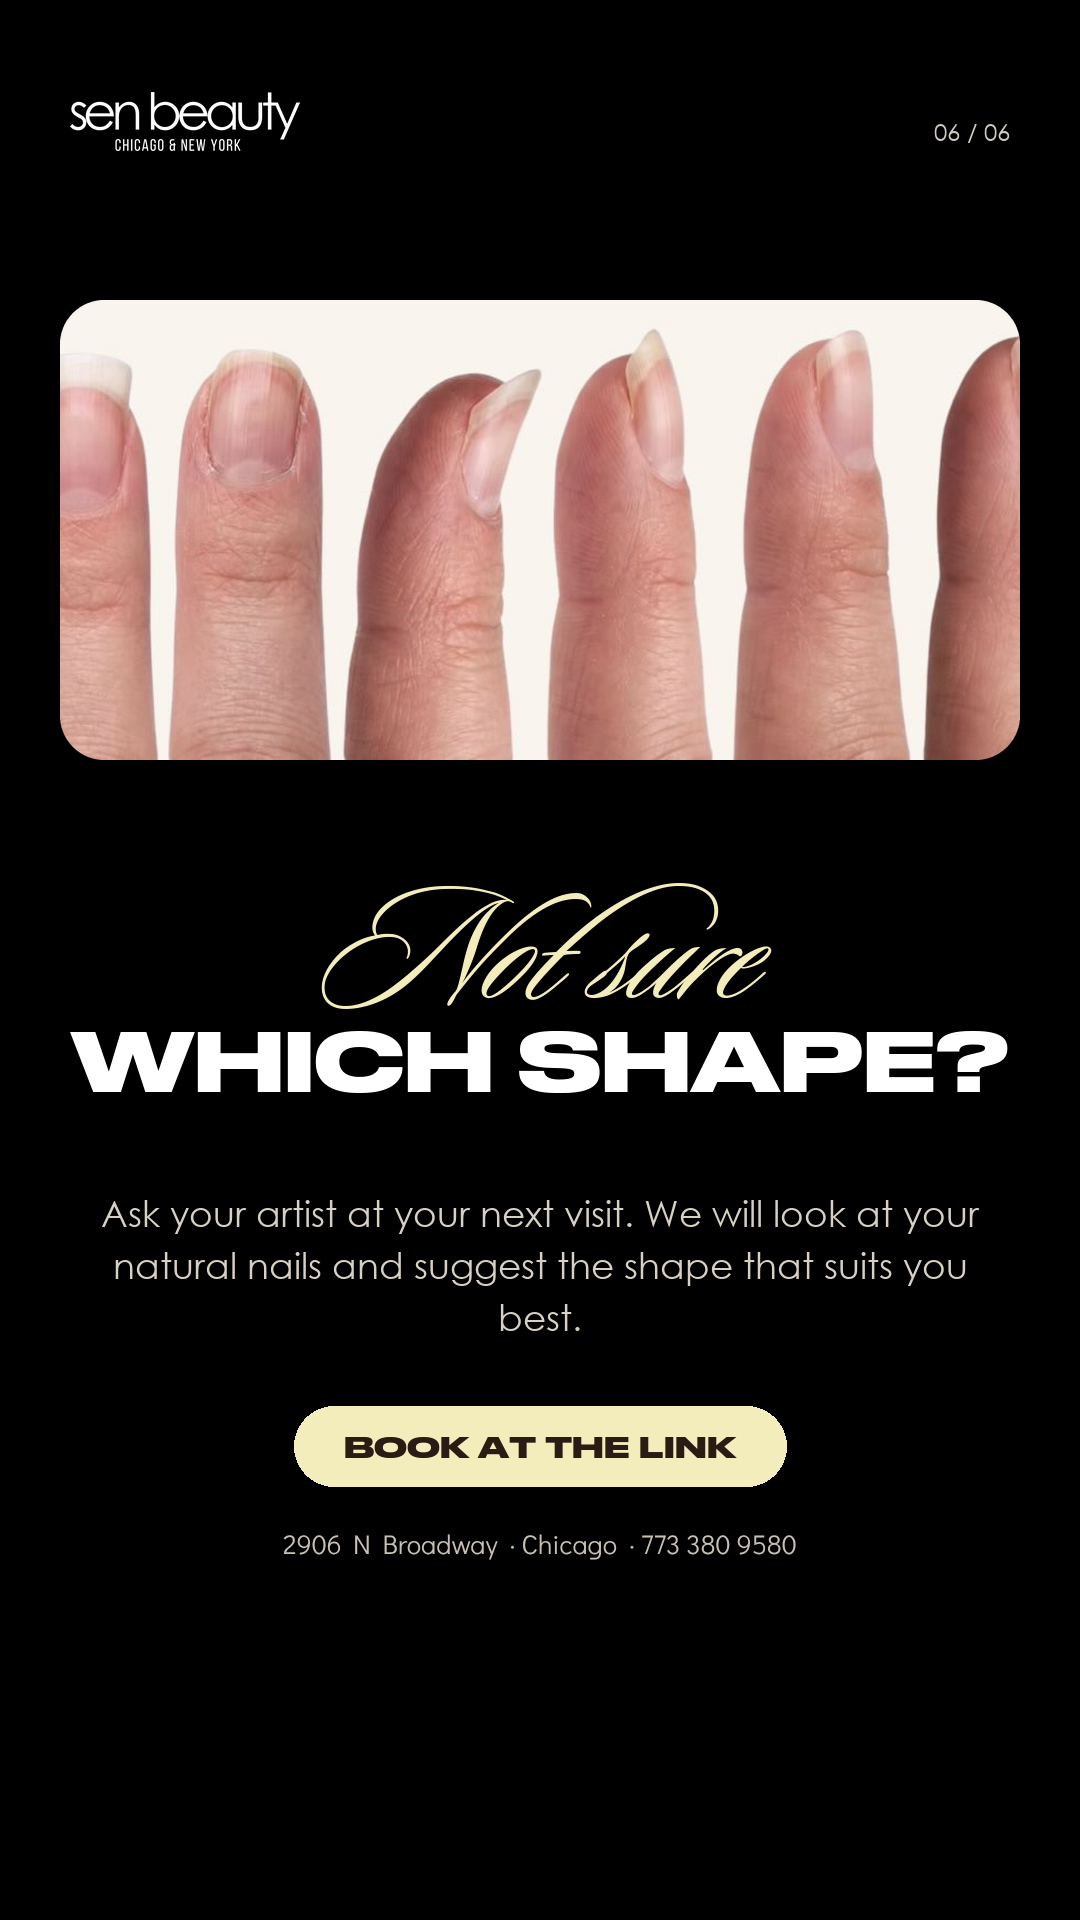 sen beauty
CHICAGO & NEW YORK
06 / 06
Not sure
WHICH SHAPE?
Ask your artist at your next visit. We will look at your
natural nails and suggest the shape that suits you
best.
BOOK AT THE LINK
2906 N Broadway · Chicago · 773 380 9580